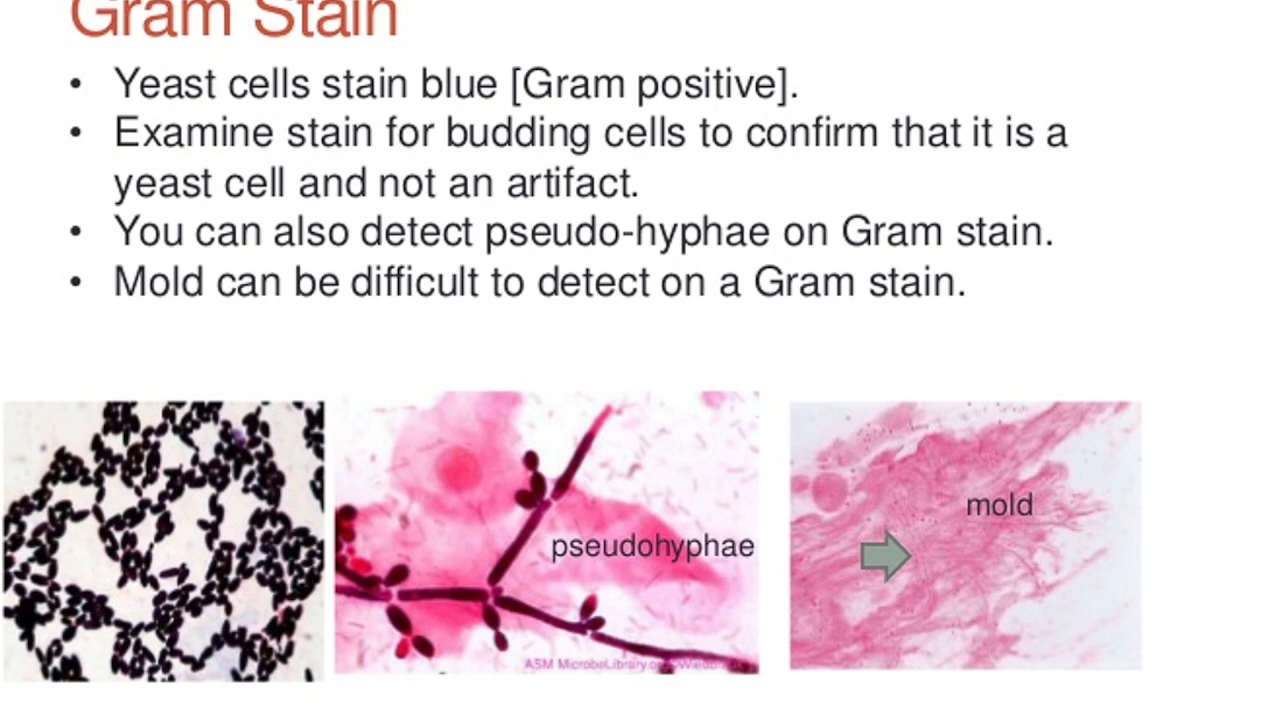 Gram Stain
• Yeast cells stain blue [Gram positive].
• Examine stain for budding cells to confirm that it is a
yeast cell and not an artifact.
• You can also detect pseudo-hyphae on Gram stain.
• Mold can be difficult to detect on a Gram stain.
mold
pseudohyphae
ASM MicrobeLibrary